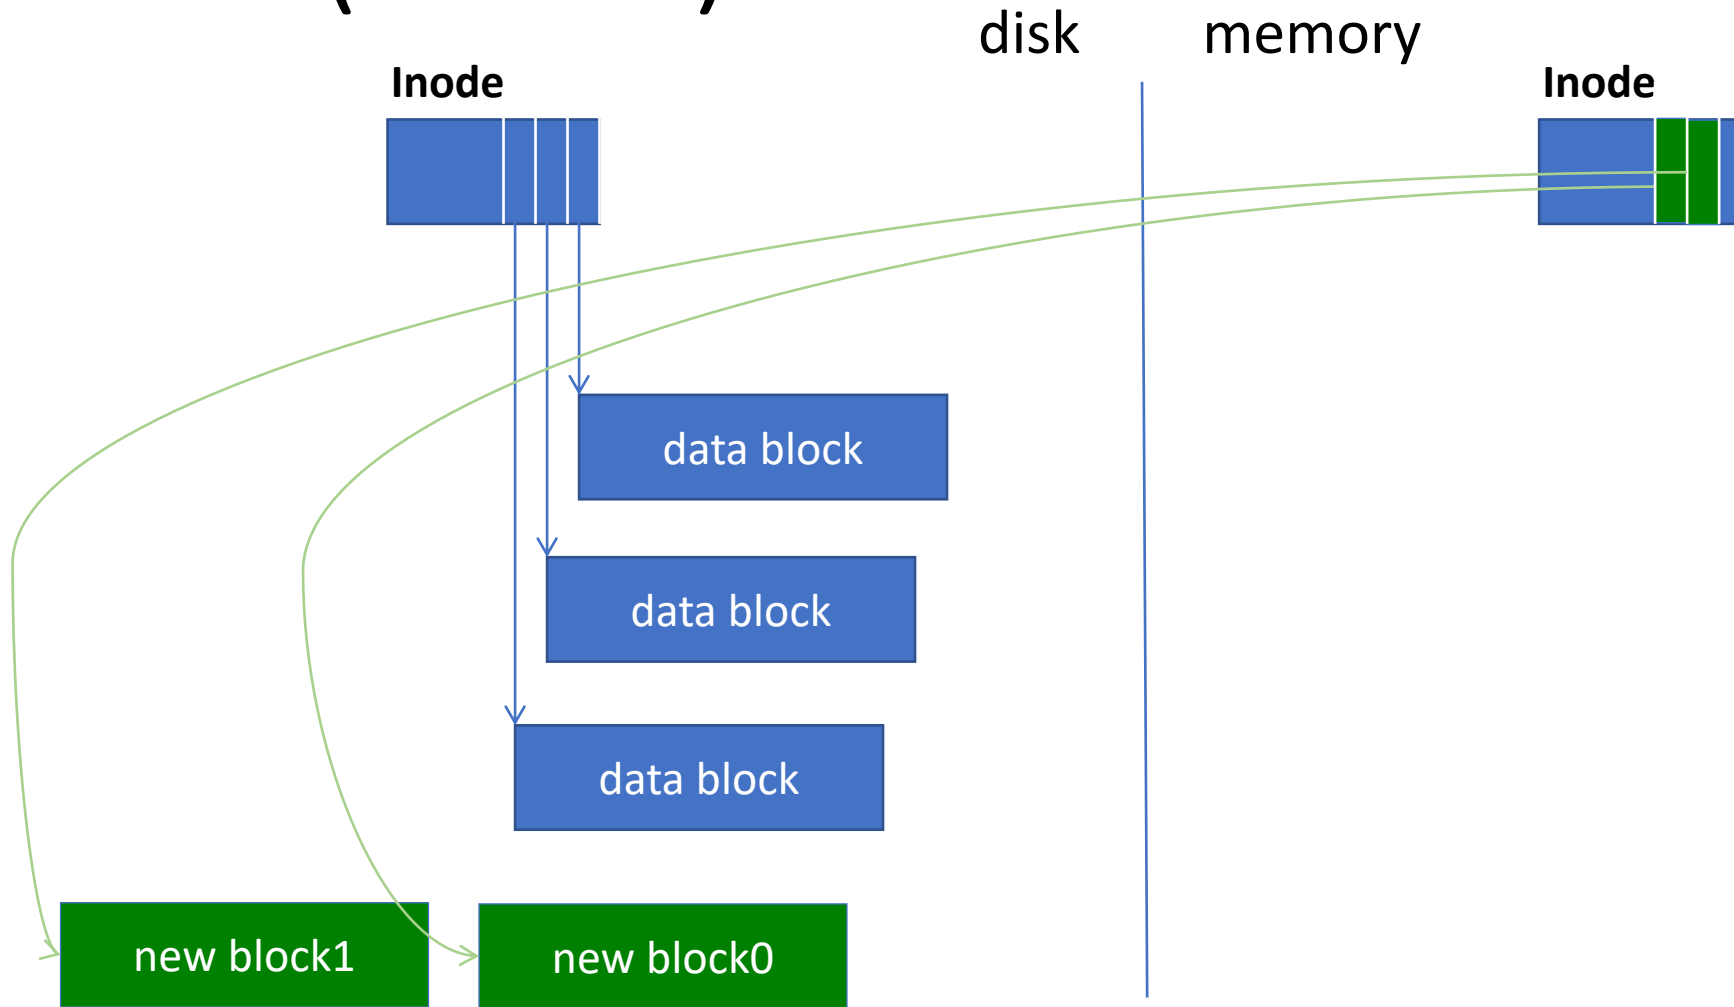 disk
memory
Inode
Inode
data block
data block
data block
new block1
new block0